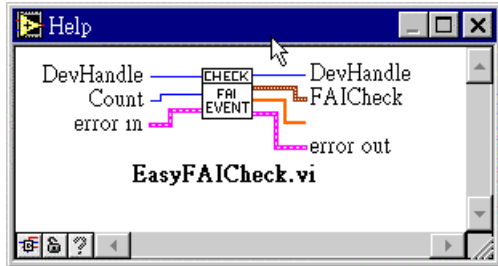 Help
DevHandle CHECK DevHandle
Count FAI FAICheck
error in EVENT
error out
EasyFAICheck.vi
?